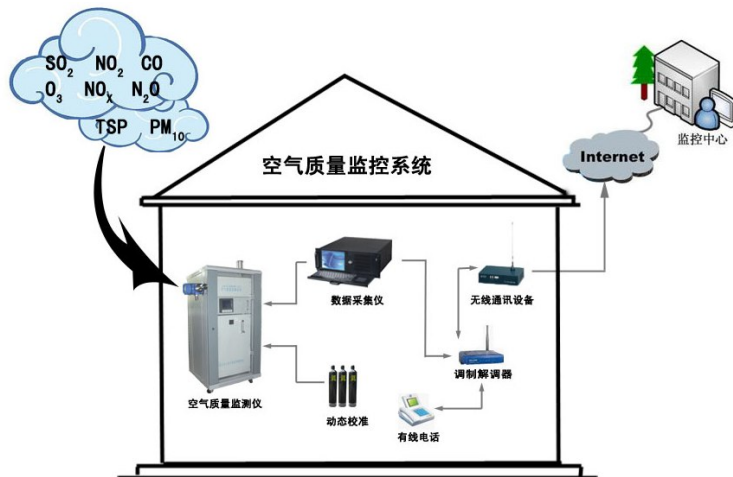 SO₂ NO₂ CO
O₃ NOₓ N₂O
TSP PM₁₀
空气质量监控系统
Internet
监控中心
数据采集仪
无线通讯设备
空气质量监测仪
动态校准
调制解调器
有线电话